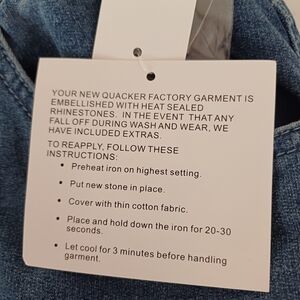 YOUR NEW QUACKER FACTORY GARMENT IS
EMBELLISHED WITH HEAT SEALED
RHINESTONES. IN THE EVENT THAT ANY
FALL OFF DURING WASH AND WEAR, WE
HAVE INCLUDED EXTRAS.
TO REAPPLY, FOLLOW THESE
INSTRUCTIONS:
• Preheat iron on highest setting.
• Put new stone in place.
• Cover with thin cotton fabric.
• Place and hold down the iron for 20-30
seconds.
• Let cool for 3 minutes before handling
garment.